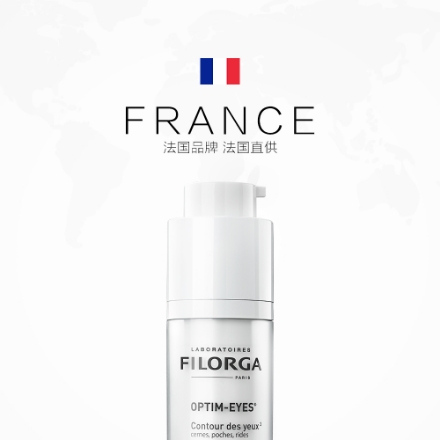 FRANCE
法国品牌 法国直供
LABORATOIRES
FILORGA
PARIS
OPTIM-EYES®
Contour des yeux³
cernes, poches, rides